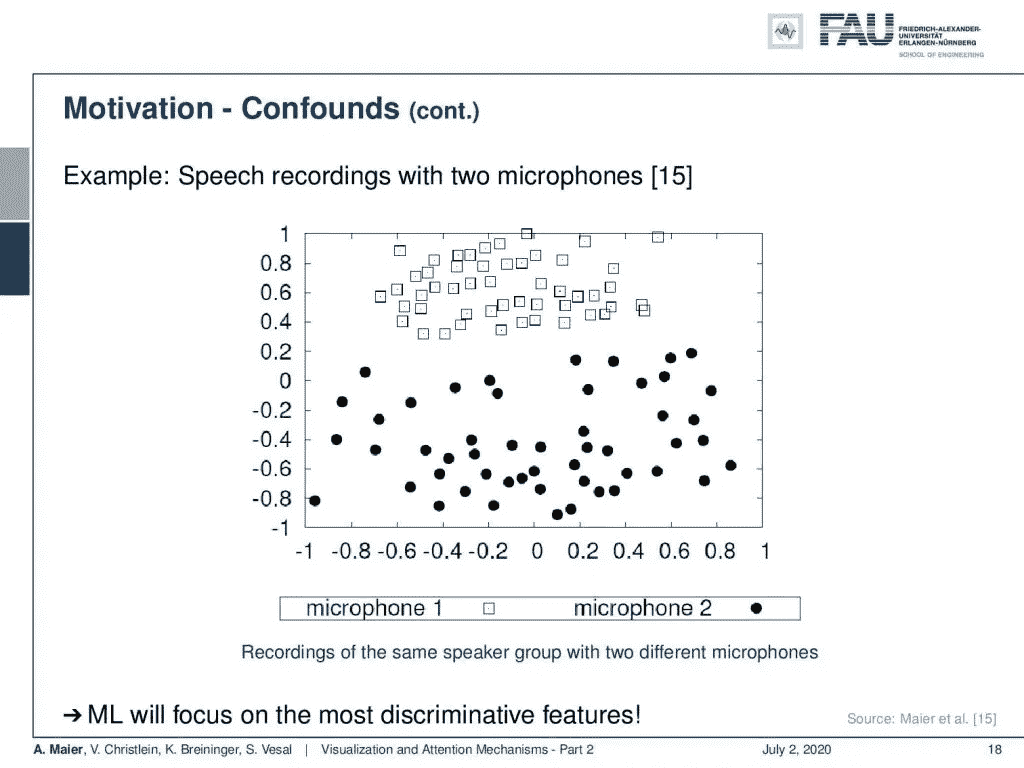 FAU
FRIEDRICH-ALEXANDER-
UNIVERSITÄT
ERLANGEN-NÜRNBERG
SCHOOL OF ENGINEERING
Motivation - Confounds (cont.)
Example: Speech recordings with two microphones [15]
1
0.8
0.6
0.4
0.2
0
-0.2
-0.4
-0.6
-0.8
-1
-1 -0.8 -0.6 -0.4 -0.2 0 0.2 0.4 0.6 0.8 1
microphone 1 microphone 2
Recordings of the same speaker group with two different microphones
➔ ML will focus on the most discriminative features!
Source: Maier et al. [15]
A. Maier, V. Christlein, K. Breininger, S. Vesal | Visualization and Attention Mechanisms - Part 2 July 2, 2020 18